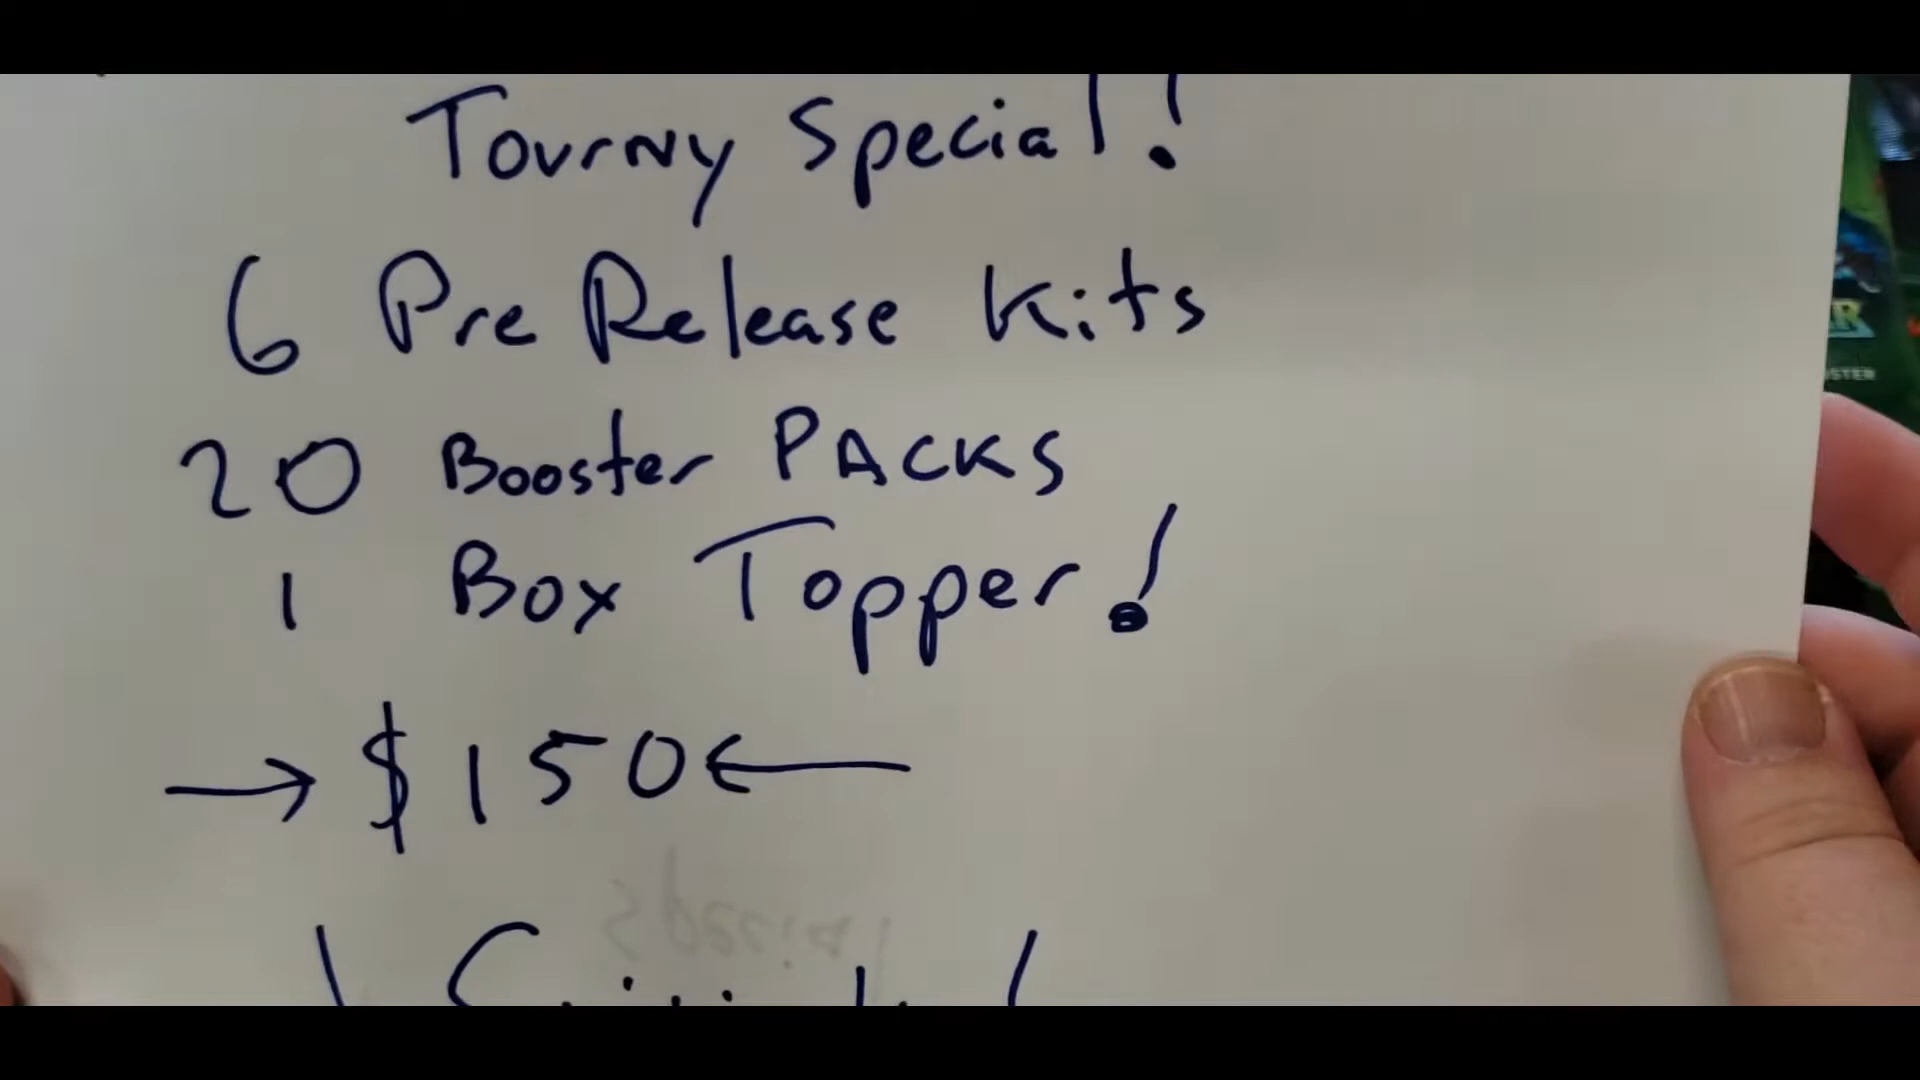 Tourny Special!
6 Pre Release Kits
20 Booster PACKS
1 Box Topper!
→ $150 ←